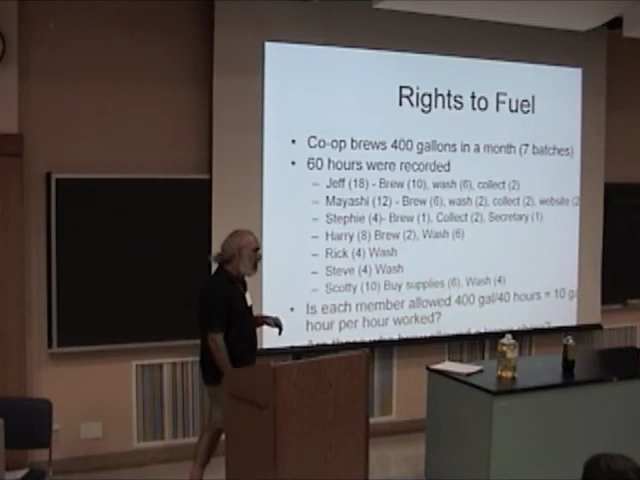 Rights to Fuel
• Co-op brews 400 gallons in a month (7 batches)
• 60 hours were recorded
– Jeff (18) - Brew (10), wash (6), collect (2)
– Mayashi (12) - Brew (6), wash (2), collect (2), website (2
– Stephie (4)- Brew (1), Collect (2), Secretary (1)
– Harry (8) Brew (2), Wash (6)
– Rick (4) Wash
– Steve (4) Wash
– Scotty (10) Buy supplies (6), Wash (4)
• Is each member allowed 400 gal/40 hours = 10 ga
hour per hour worked?